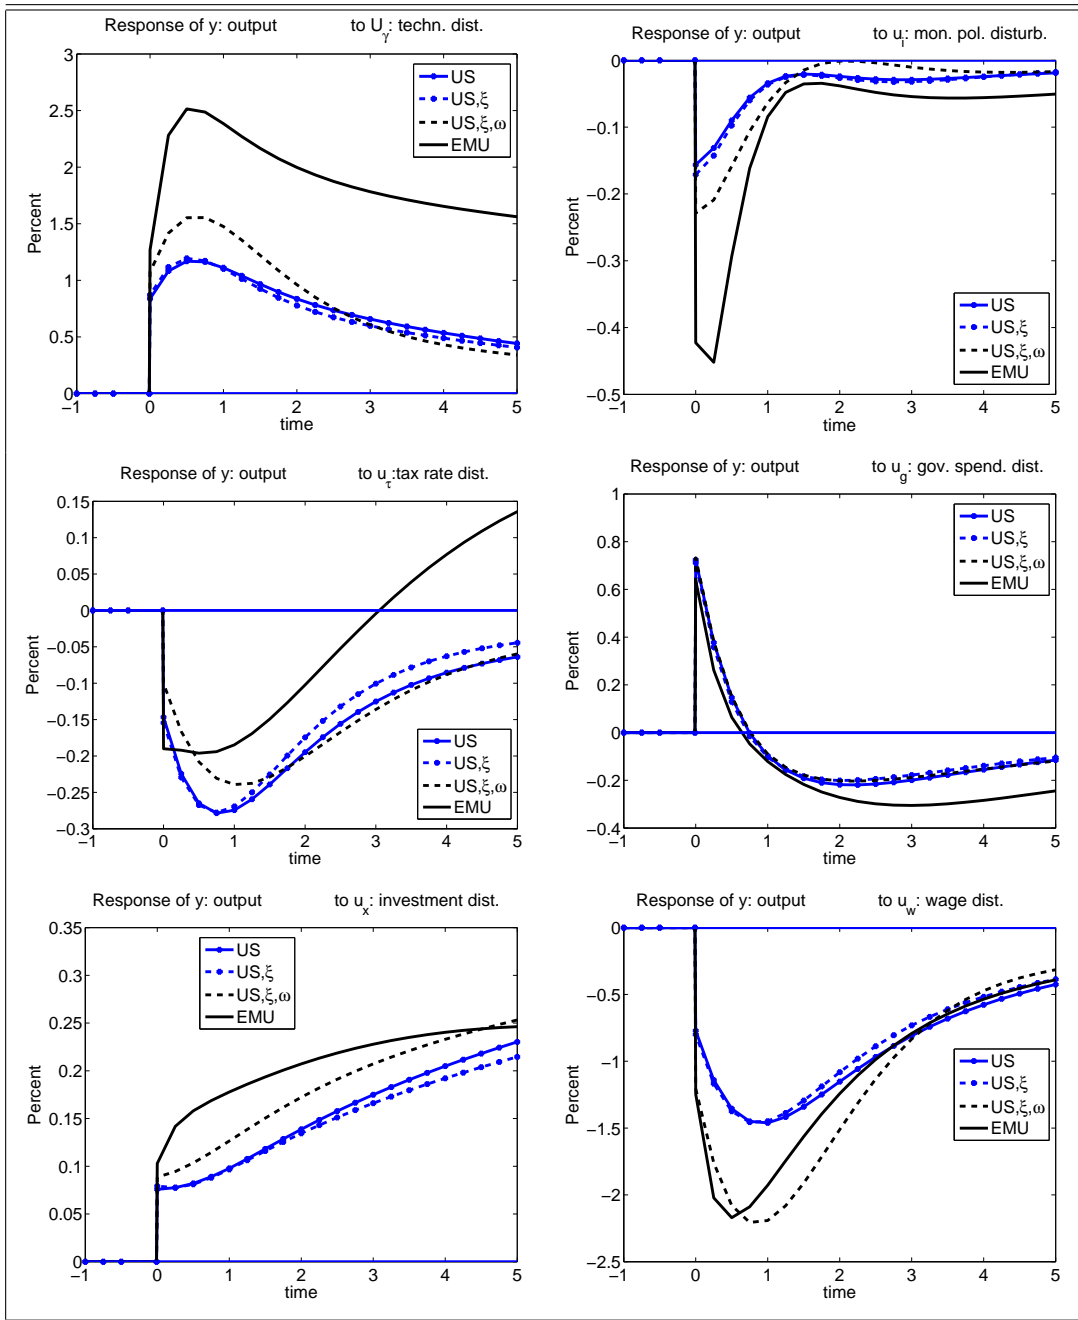 Response of y: output to Uγ: techn. dist.
3
2.5
2
1.5
1
0.5
0
Percent
−1 0 1 2 3 4 5
time
US
US,ξ
US,ξ,ω
EMU
Response of y: output to ui: mon. pol. disturb.
0
−0.1
−0.2
−0.3
−0.4
−0.5
Percent
−1 0 1 2 3 4 5
time
US
US,ξ
US,ξ,ω
EMU
Response of y: output to uτ:tax rate dist.
0.15
0.1
0.05
0
−0.05
−0.1
−0.15
−0.2
−0.25
−0.3
Percent
−1 0 1 2 3 4 5
time
US
US,ξ
US,ξ,ω
EMU
Response of y: output to ug: gov. spend. dist.
1
0.8
0.6
0.4
0.2
0
−0.2
−0.4
Percent
−1 0 1 2 3 4 5
time
US
US,ξ
US,ξ,ω
EMU
Response of y: output to ux: investment dist.
0.35
0.3
0.25
0.2
0.15
0.1
0.05
0
Percent
−1 0 1 2 3 4 5
time
US
US,ξ
US,ξ,ω
EMU
Response of y: output to uw: wage dist.
0
−0.5
−1
−1.5
−2
−2.5
Percent
−1 0 1 2 3 4 5
time
US
US,ξ
US,ξ,ω
EMU